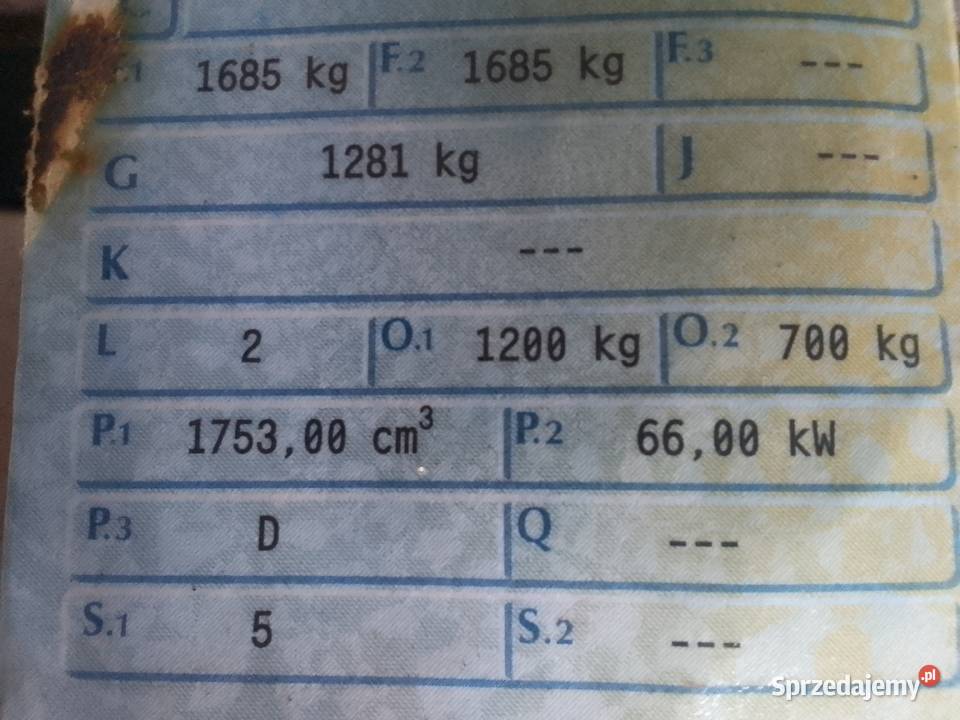 .1 1685 kg F.2 1685 kg F.3 ---
G 1281 kg J ---
K ---
L 2 O.1 1200 kg O.2 700 kg
P.1 1753,00 cm³ P.2 66,00 kW
P.3 D Q ---
S.1 5 S.2 ---
Sprzedajemy.pl